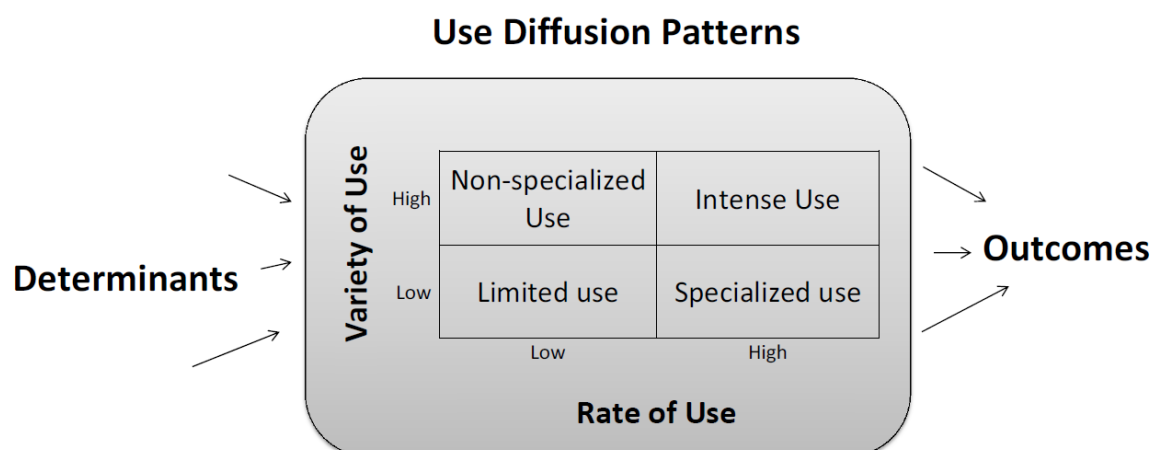 Use Diffusion Patterns
Determinants
Variety of Use
High
Non-specialized
Use
Intense Use
Low
Limited use
Specialized use
Low
High
Rate of Use
Outcomes